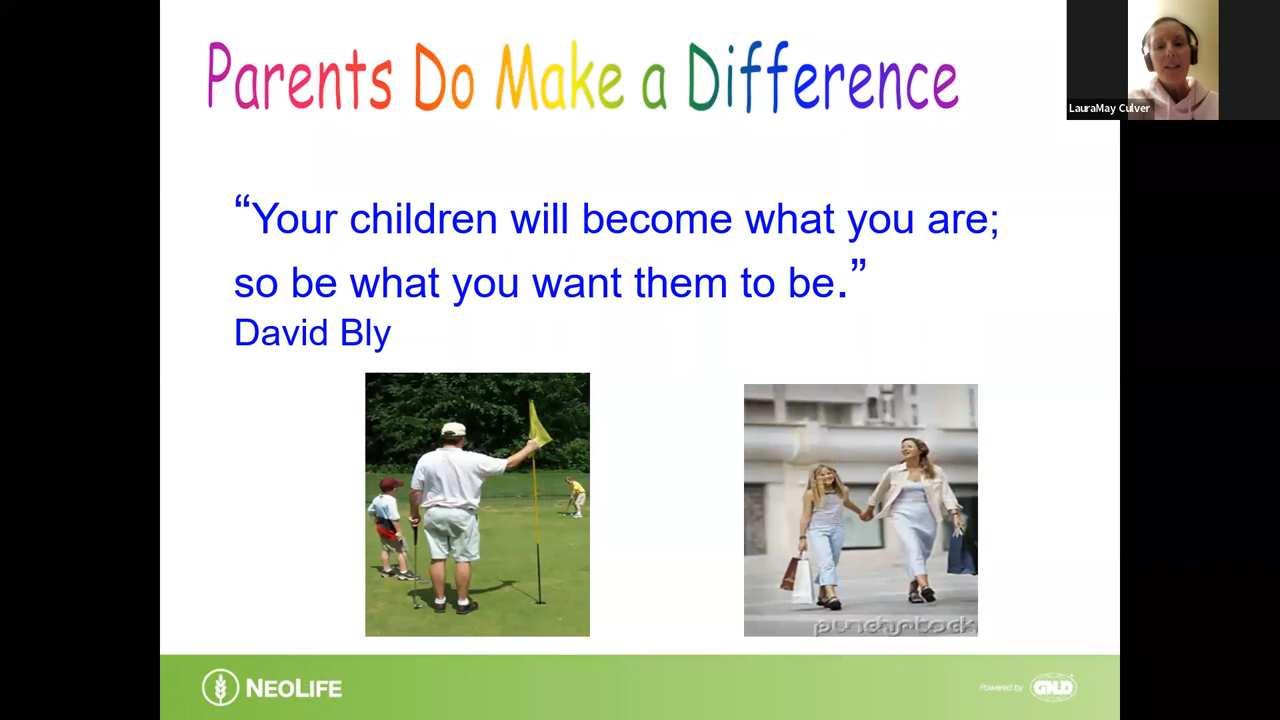 Parents Do Make a Difference
LauraMay Culver
“Your children will become what you are;
so be what you want them to be.”
David Bly
punchstock
NEOLIFE
Powered by GNLD